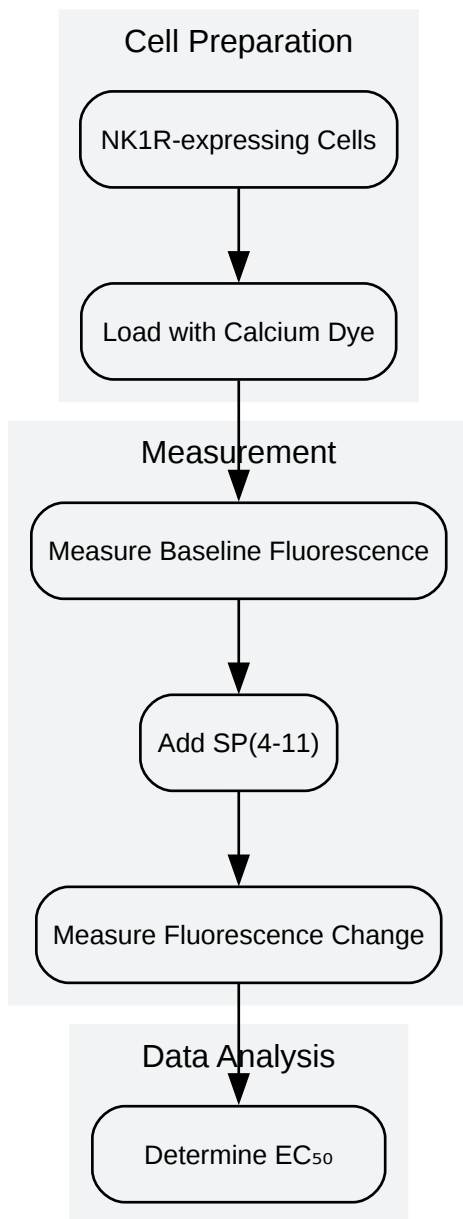 Cell Preparation
NK1R-expressing Cells
Load with Calcium Dye
Measurement
Measure Baseline Fluorescence
Add SP(4-11)
Measure Fluorescence Change
Data Analysis
Determine EC₅₀